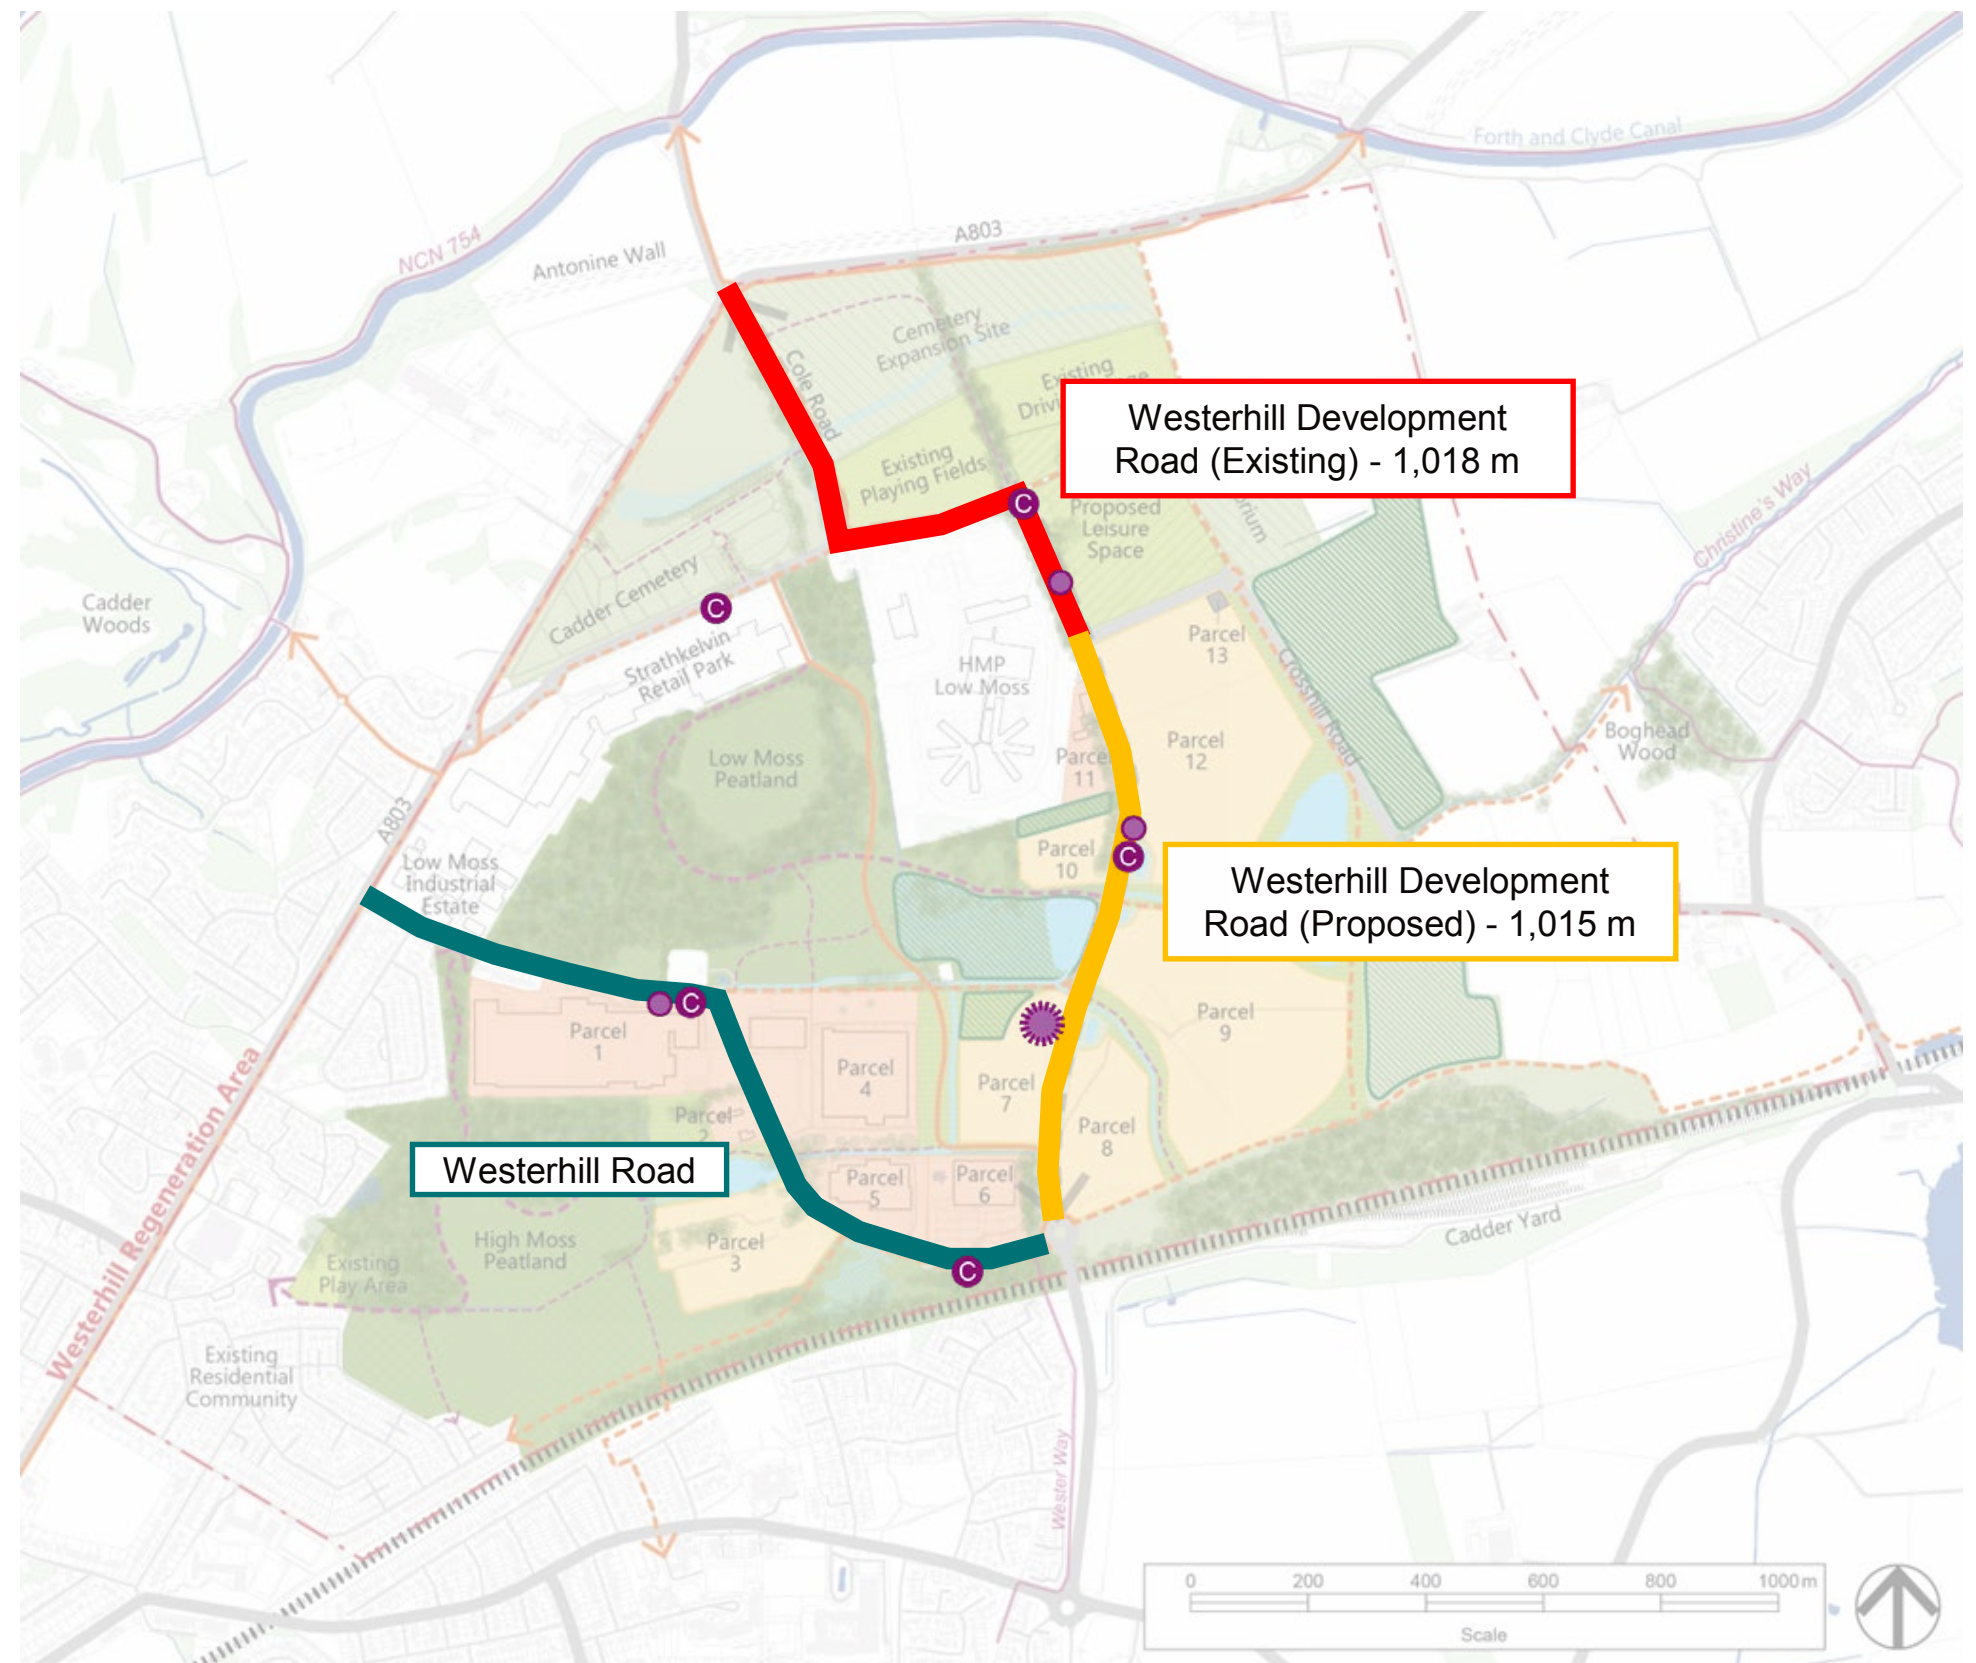 Forth and Clyde Canal
A803
NCN 754
Antonine Wall
Cemetery
Expansion Site
Cole Road
Existing
Westerhill Development
Road (Existing) - 1,018 m
Existing
Playing Fields
C
Proposed
Leisure
Space
Christine's Way
Cadder
Woods
Cadder Cemetery
C
Strathkelvin
Retail Park
HMP
Low Moss
Parcel
13
Crosshill Road
Low Moss
Peatland
Parcel
11
Parcel
12
Boghead
Wood
A803
Parcel
10
C
Low Moss
Industrial
Estate
Westerhill Development
Road (Proposed) - 1,015 m
C
Parcel
1
Parcel
4
Parcel
7
Parcel
9
Parcel
2
Parcel
8
Westerhill Road
Parcel
5
Parcel
6
Westerhill Regeneration Area
High Moss
Peatland
Parcel
3
Existing
Play Area
C
Cadder Yard
Existing
Residential
Community
Wester Way
0 200 400 600 800 1000 m
Scale